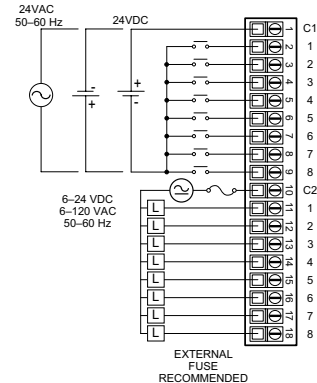 24VAC
50–60 Hz
24VDC
-
+
+
-
1 C1
2 1
3 2
4 3
5 4
6 5
7 6
8 7
9 8
10 C2
11 1
12 2
13 3
14 4
15 5
16 6
17 7
18 8
6–24 VDC
6–120 VAC
50–60 Hz
L
L
L
L
L
L
L
L
EXTERNAL
FUSE
RECOMMENDED